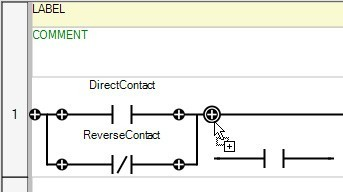 LABEL
COMMENT
DirectContact
1
ReverseContact